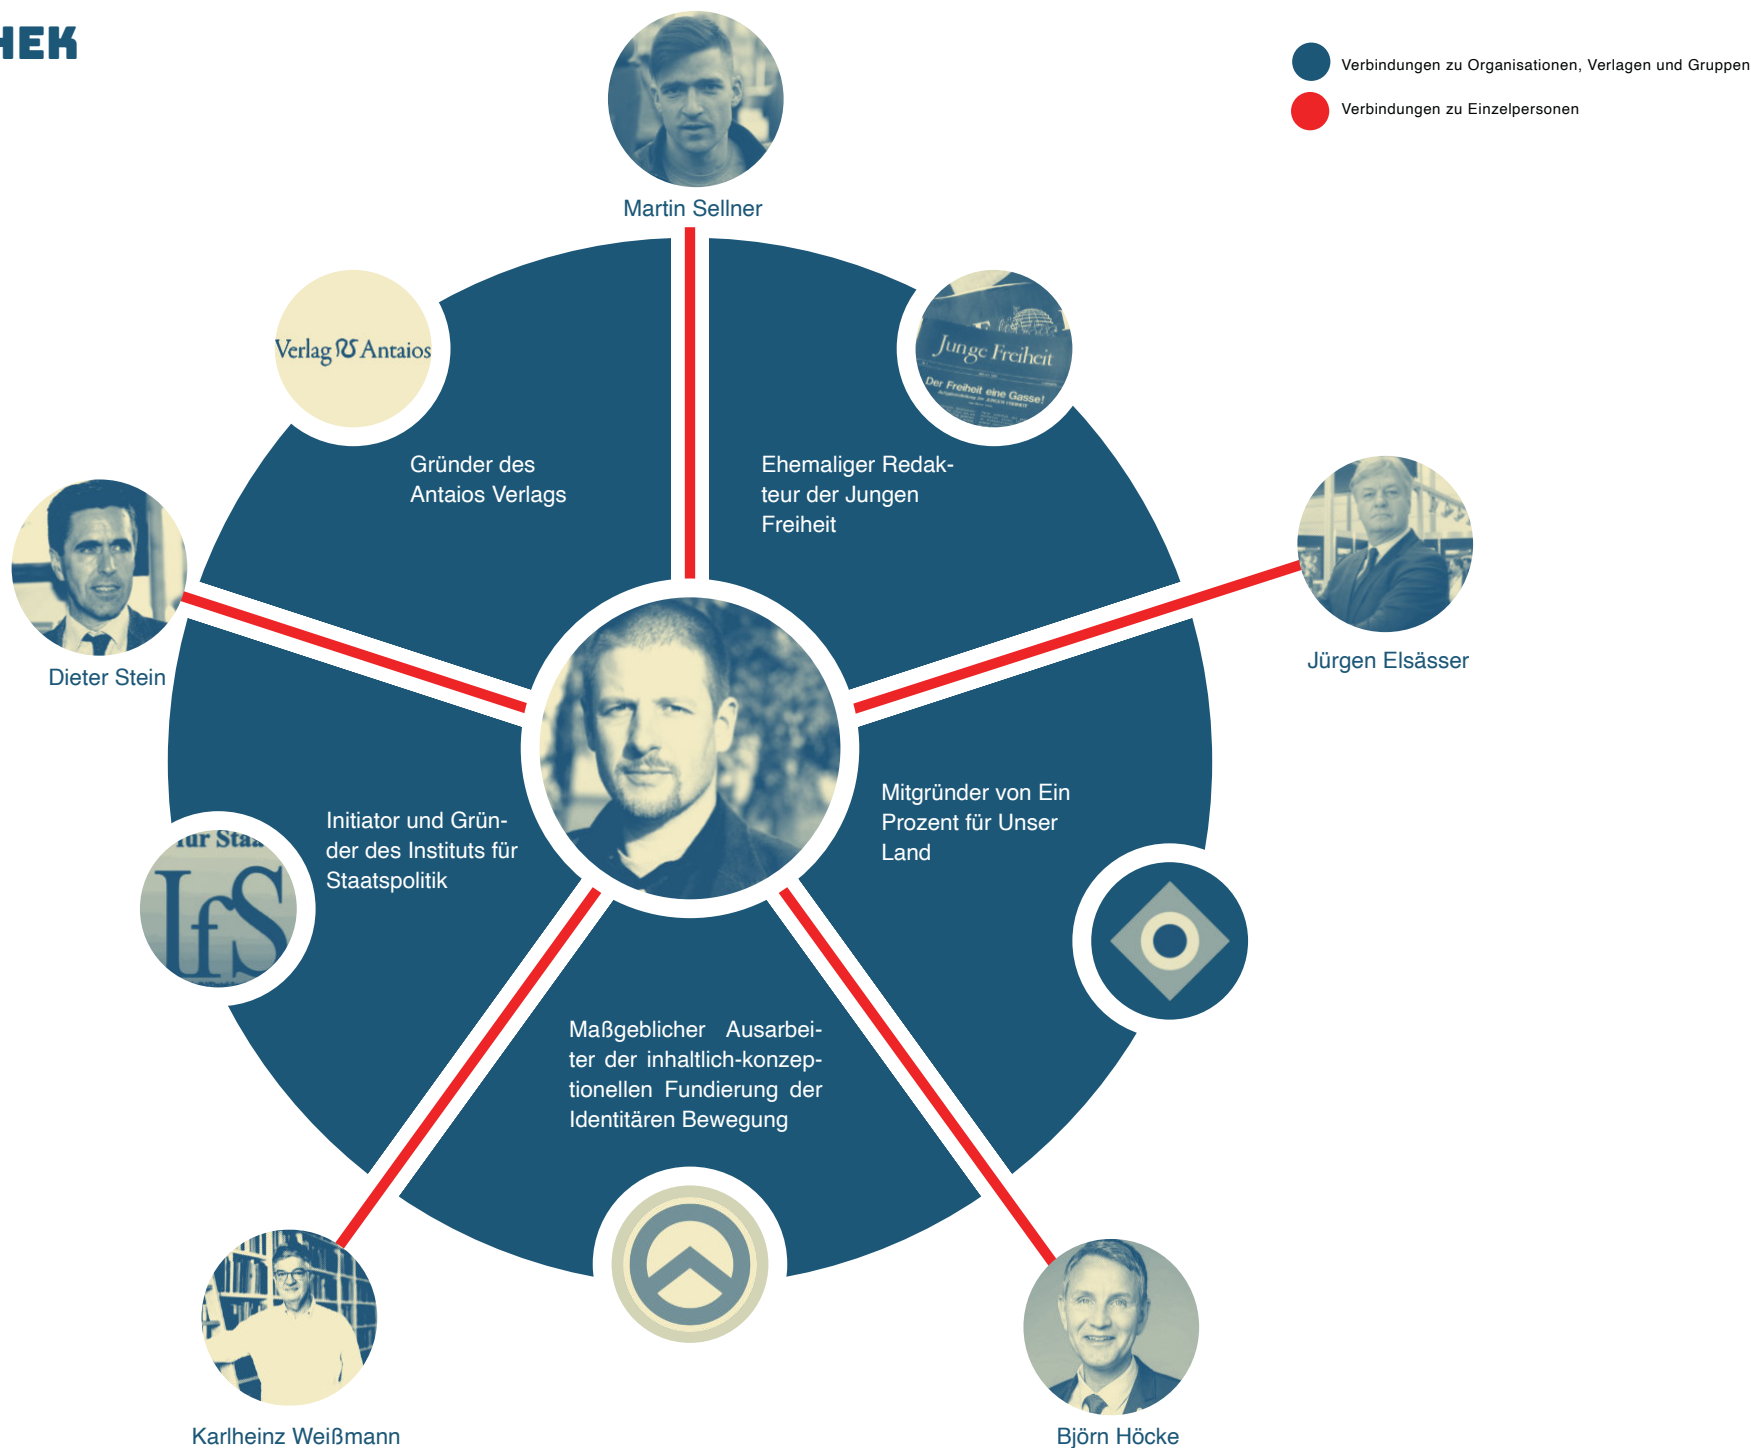 HEK
Verbindungen zu Organisationen, Verlagen und Gruppen
Verbindungen zu Einzelpersonen
Martin Sellner
Verlag Antaios
Junge Freiheit
Der Freiheit eine Gasse!
Gründer des
Antaios Verlags
Ehemaliger Redak-
teur der Jungen
Freiheit
Dieter Stein
Jürgen Elsässer
Mitgründer von Ein
Prozent für Unser
Land
Initiator und Grün-
der des Instituts für
Staatspolitik
für Staa
IfS
Maßgeblicher Ausarbei-
ter der inhaltlich-konzep-
tionellen Fundierung der
Identitären Bewegung
Karlheinz Weißmann
Björn Höcke